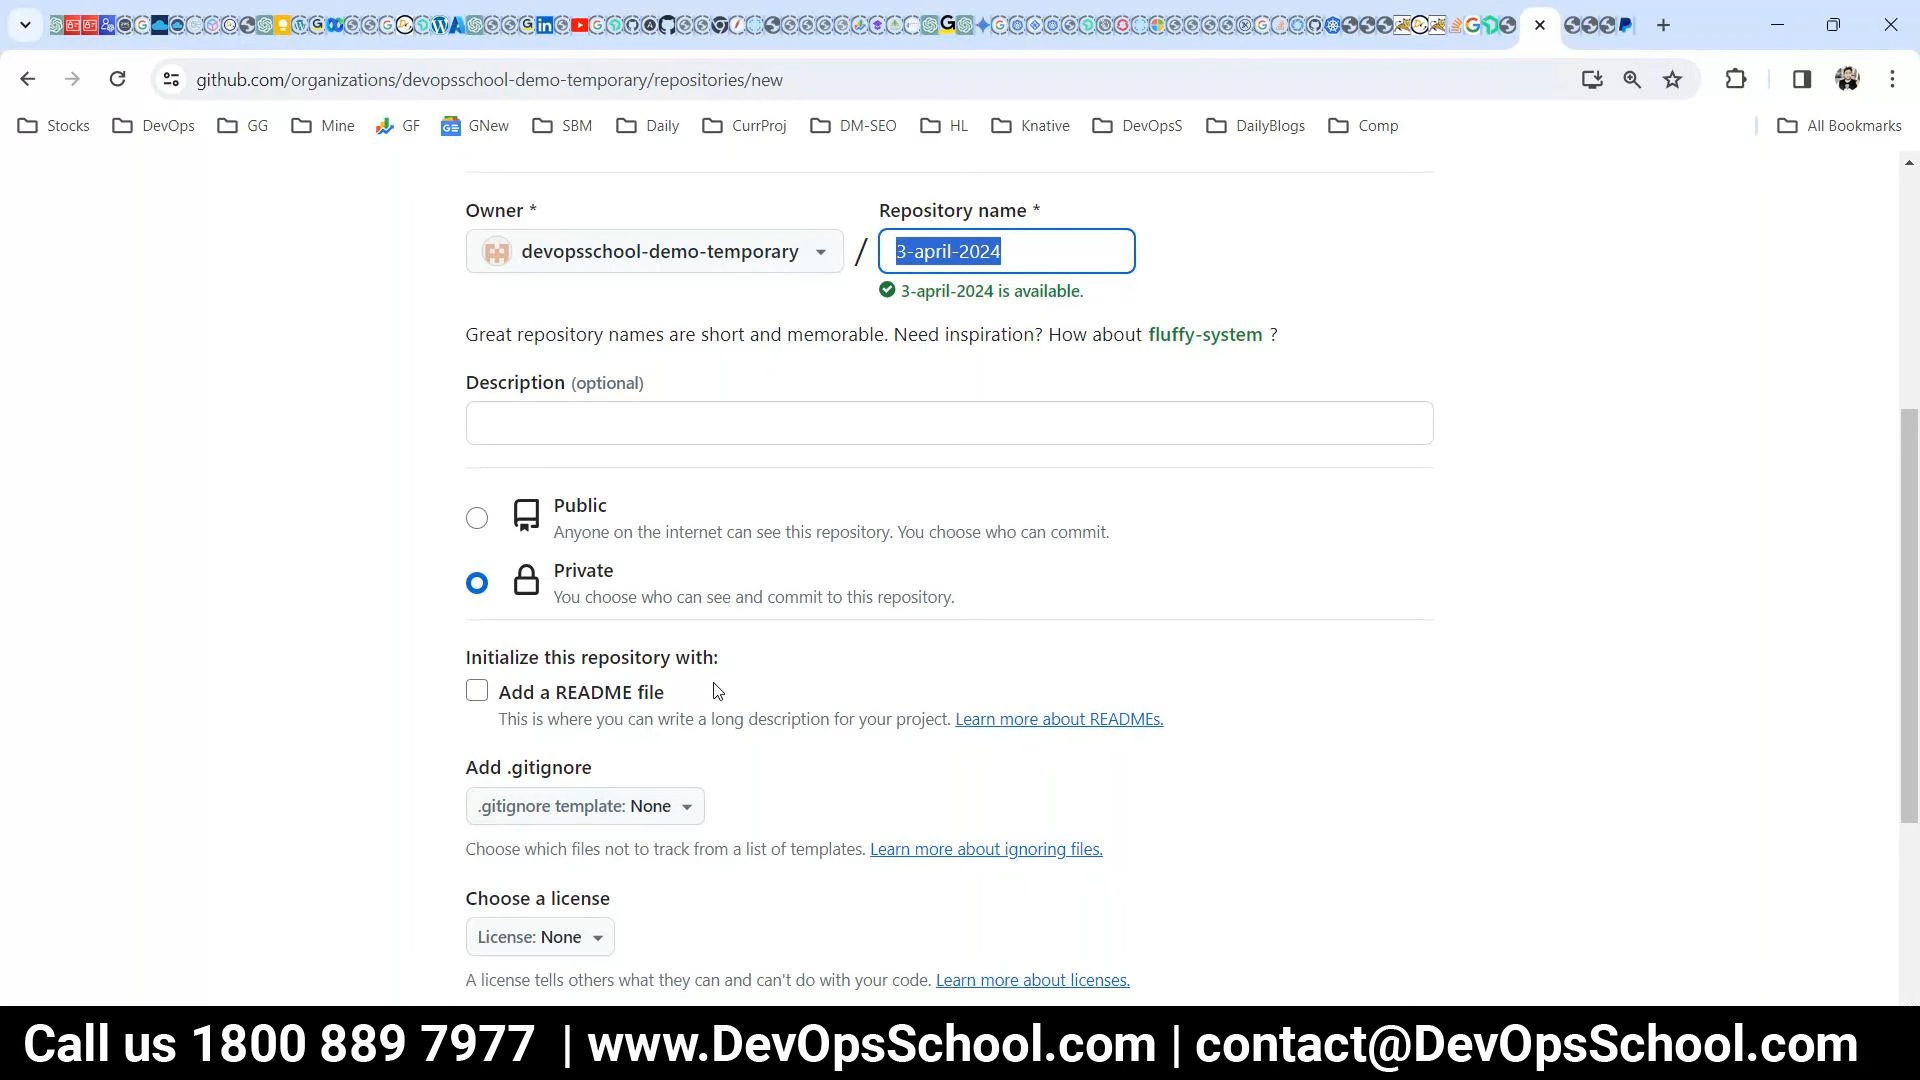 github.com/organizations/devopsschool-demo-temporary/repositories/new
Stocks DevOps GG Mine GF GNew SBM Daily CurrProj DM-SEO HL Knative DevOpsS DailyBlogs Comp All Bookmarks
Owner * Repository name *
devopsschool-demo-temporary / 3-april-2024
3-april-2024 is available.
Great repository names are short and memorable. Need inspiration? How about fluffy-system ?
Description (optional)
Public
Anyone on the internet can see this repository. You choose who can commit.
Private
You choose who can see and commit to this repository.
Initialize this repository with:
Add a README file
This is where you can write a long description for your project. Learn more about READMEs.
Add .gitignore
.gitignore template: None
Choose which files not to track from a list of templates. Learn more about ignoring files.
Choose a license
License: None
A license tells others what they can and can't do with your code. Learn more about licenses.
Call us 1800 889 7977 | www.DevOpsSchool.com | contact@DevOpsSchool.com